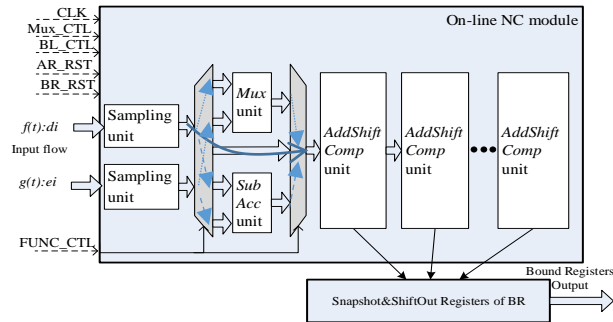 CLK
Mux_CTL
BL_CTL
AR_RST
BR_RST
On-line NC module
f(t):di
Input flow
g(t):ei
FUNC_CTL
Sampling
unit
Sampling
unit
Mux
unit
Sub
Acc
unit
AddShift
Comp
unit
AddShift
Comp
unit
AddShift
Comp
unit
Snapshot&ShiftOut Registers of BR
Bound Registers
Output